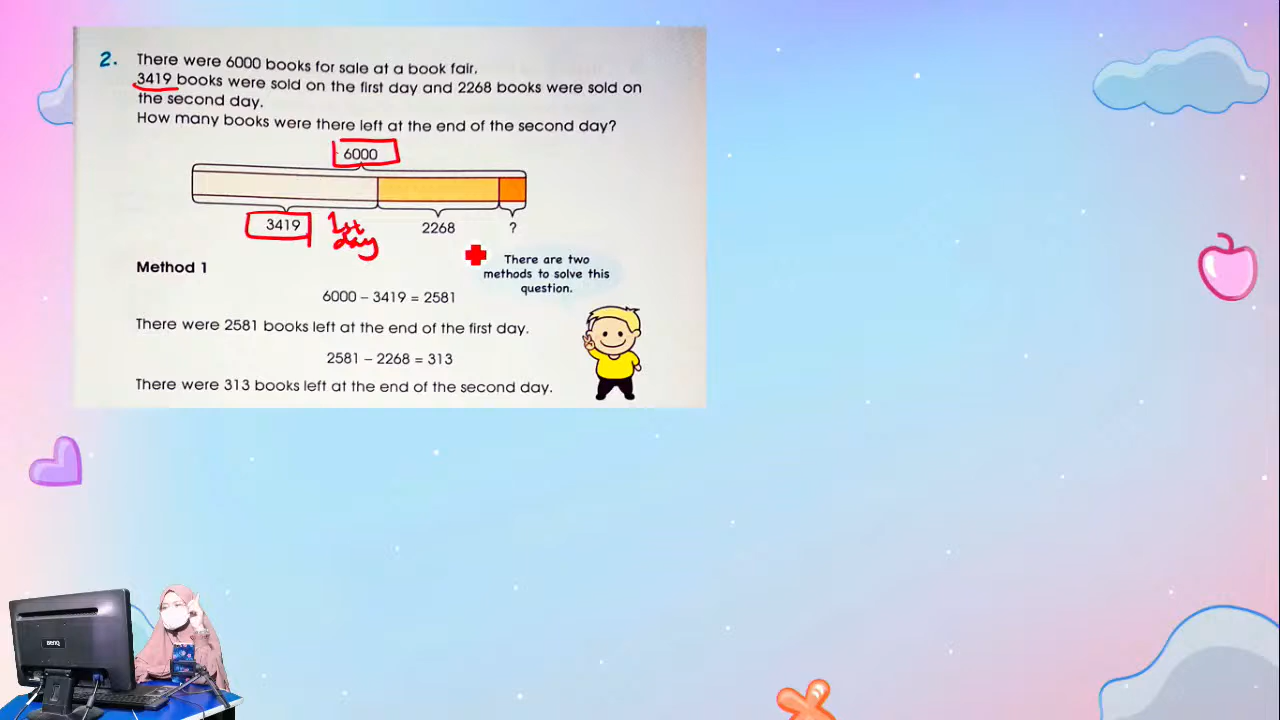 2. There were 6000 books for sale at a book fair.
3419 books were sold on the first day and 2268 books were sold on
the second day.
How many books were there left at the end of the second day?
6000
3419
1st
day
2268
?
There are two
methods to solve this
question.
Method 1
6000 – 3419 = 2581
There were 2581 books left at the end of the first day.
2581 – 2268 = 313
There were 313 books left at the end of the second day.
BenQ